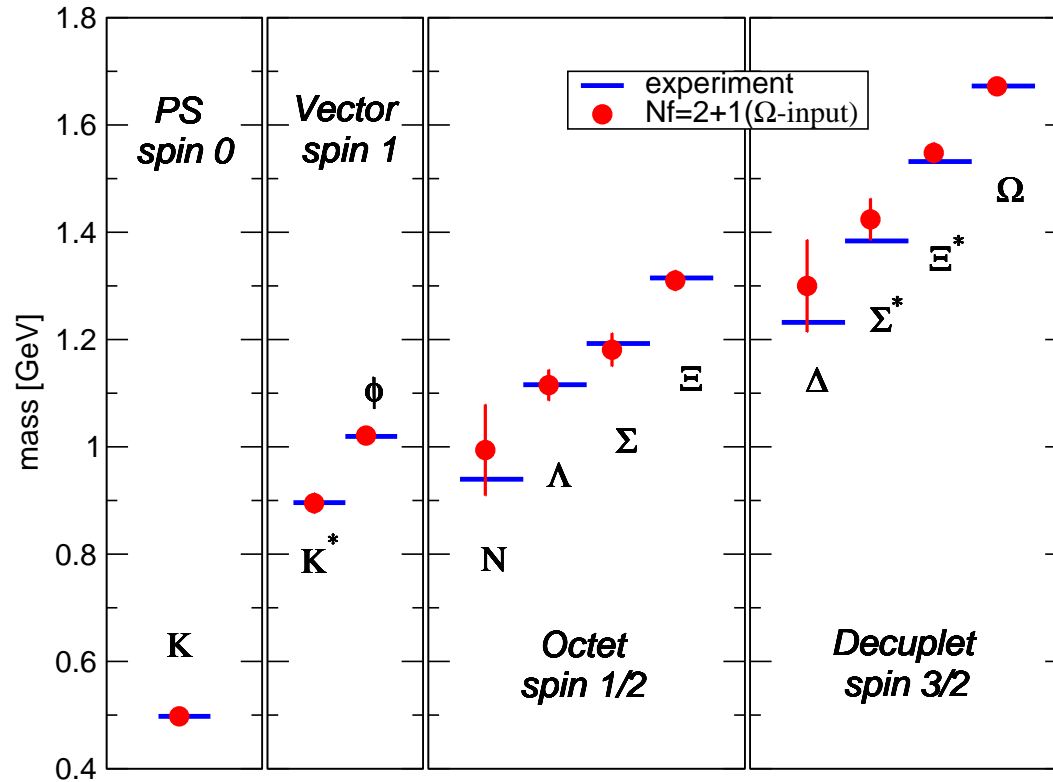 mass [GeV]
1.8
1.6
1.4
1.2
1
0.8
0.6
0.4
PS
spin 0
K
Vector
spin 1
K*
ϕ
experiment
Nf=2+1(Ω-input)
N
Λ
Σ
Ξ
Octet
spin 1/2
Δ
Σ*
Ξ*
Ω
Decuplet
spin 3/2